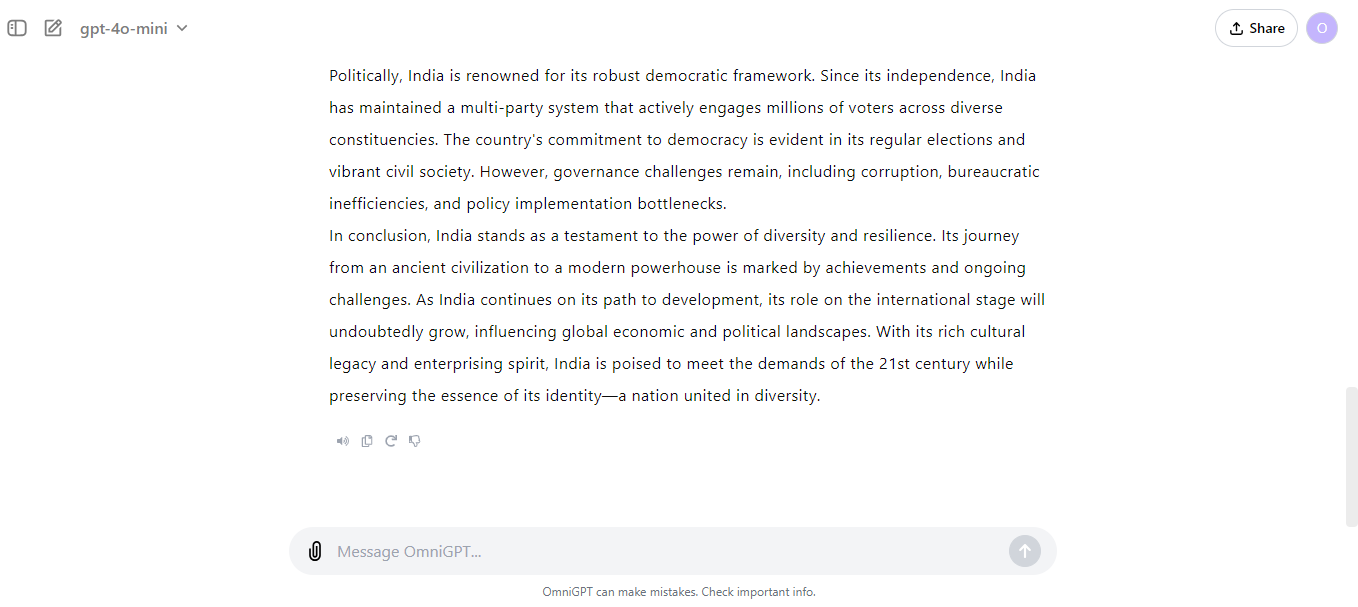 gpt-4o-mini
Share
O
Politically, India is renowned for its robust democratic framework. Since its independence, India
has maintained a multi-party system that actively engages millions of voters across diverse
constituencies. The country's commitment to democracy is evident in its regular elections and
vibrant civil society. However, governance challenges remain, including corruption, bureaucratic
inefficiencies, and policy implementation bottlenecks.
In conclusion, India stands as a testament to the power of diversity and resilience. Its journey
from an ancient civilization to a modern powerhouse is marked by achievements and ongoing
challenges. As India continues on its path to development, its role on the international stage will
undoubtedly grow, influencing global economic and political landscapes. With its rich cultural
legacy and enterprising spirit, India is poised to meet the demands of the 21st century while
preserving the essence of its identity—a nation united in diversity.
Message OmniGPT...
OmniGPT can make mistakes. Check important info.